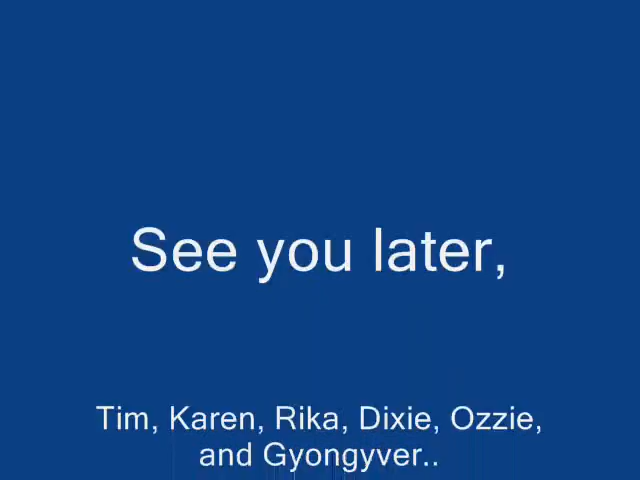 See you later,
Tim, Karen, Rika, Dixie, Ozzie,
and Gyongyver..